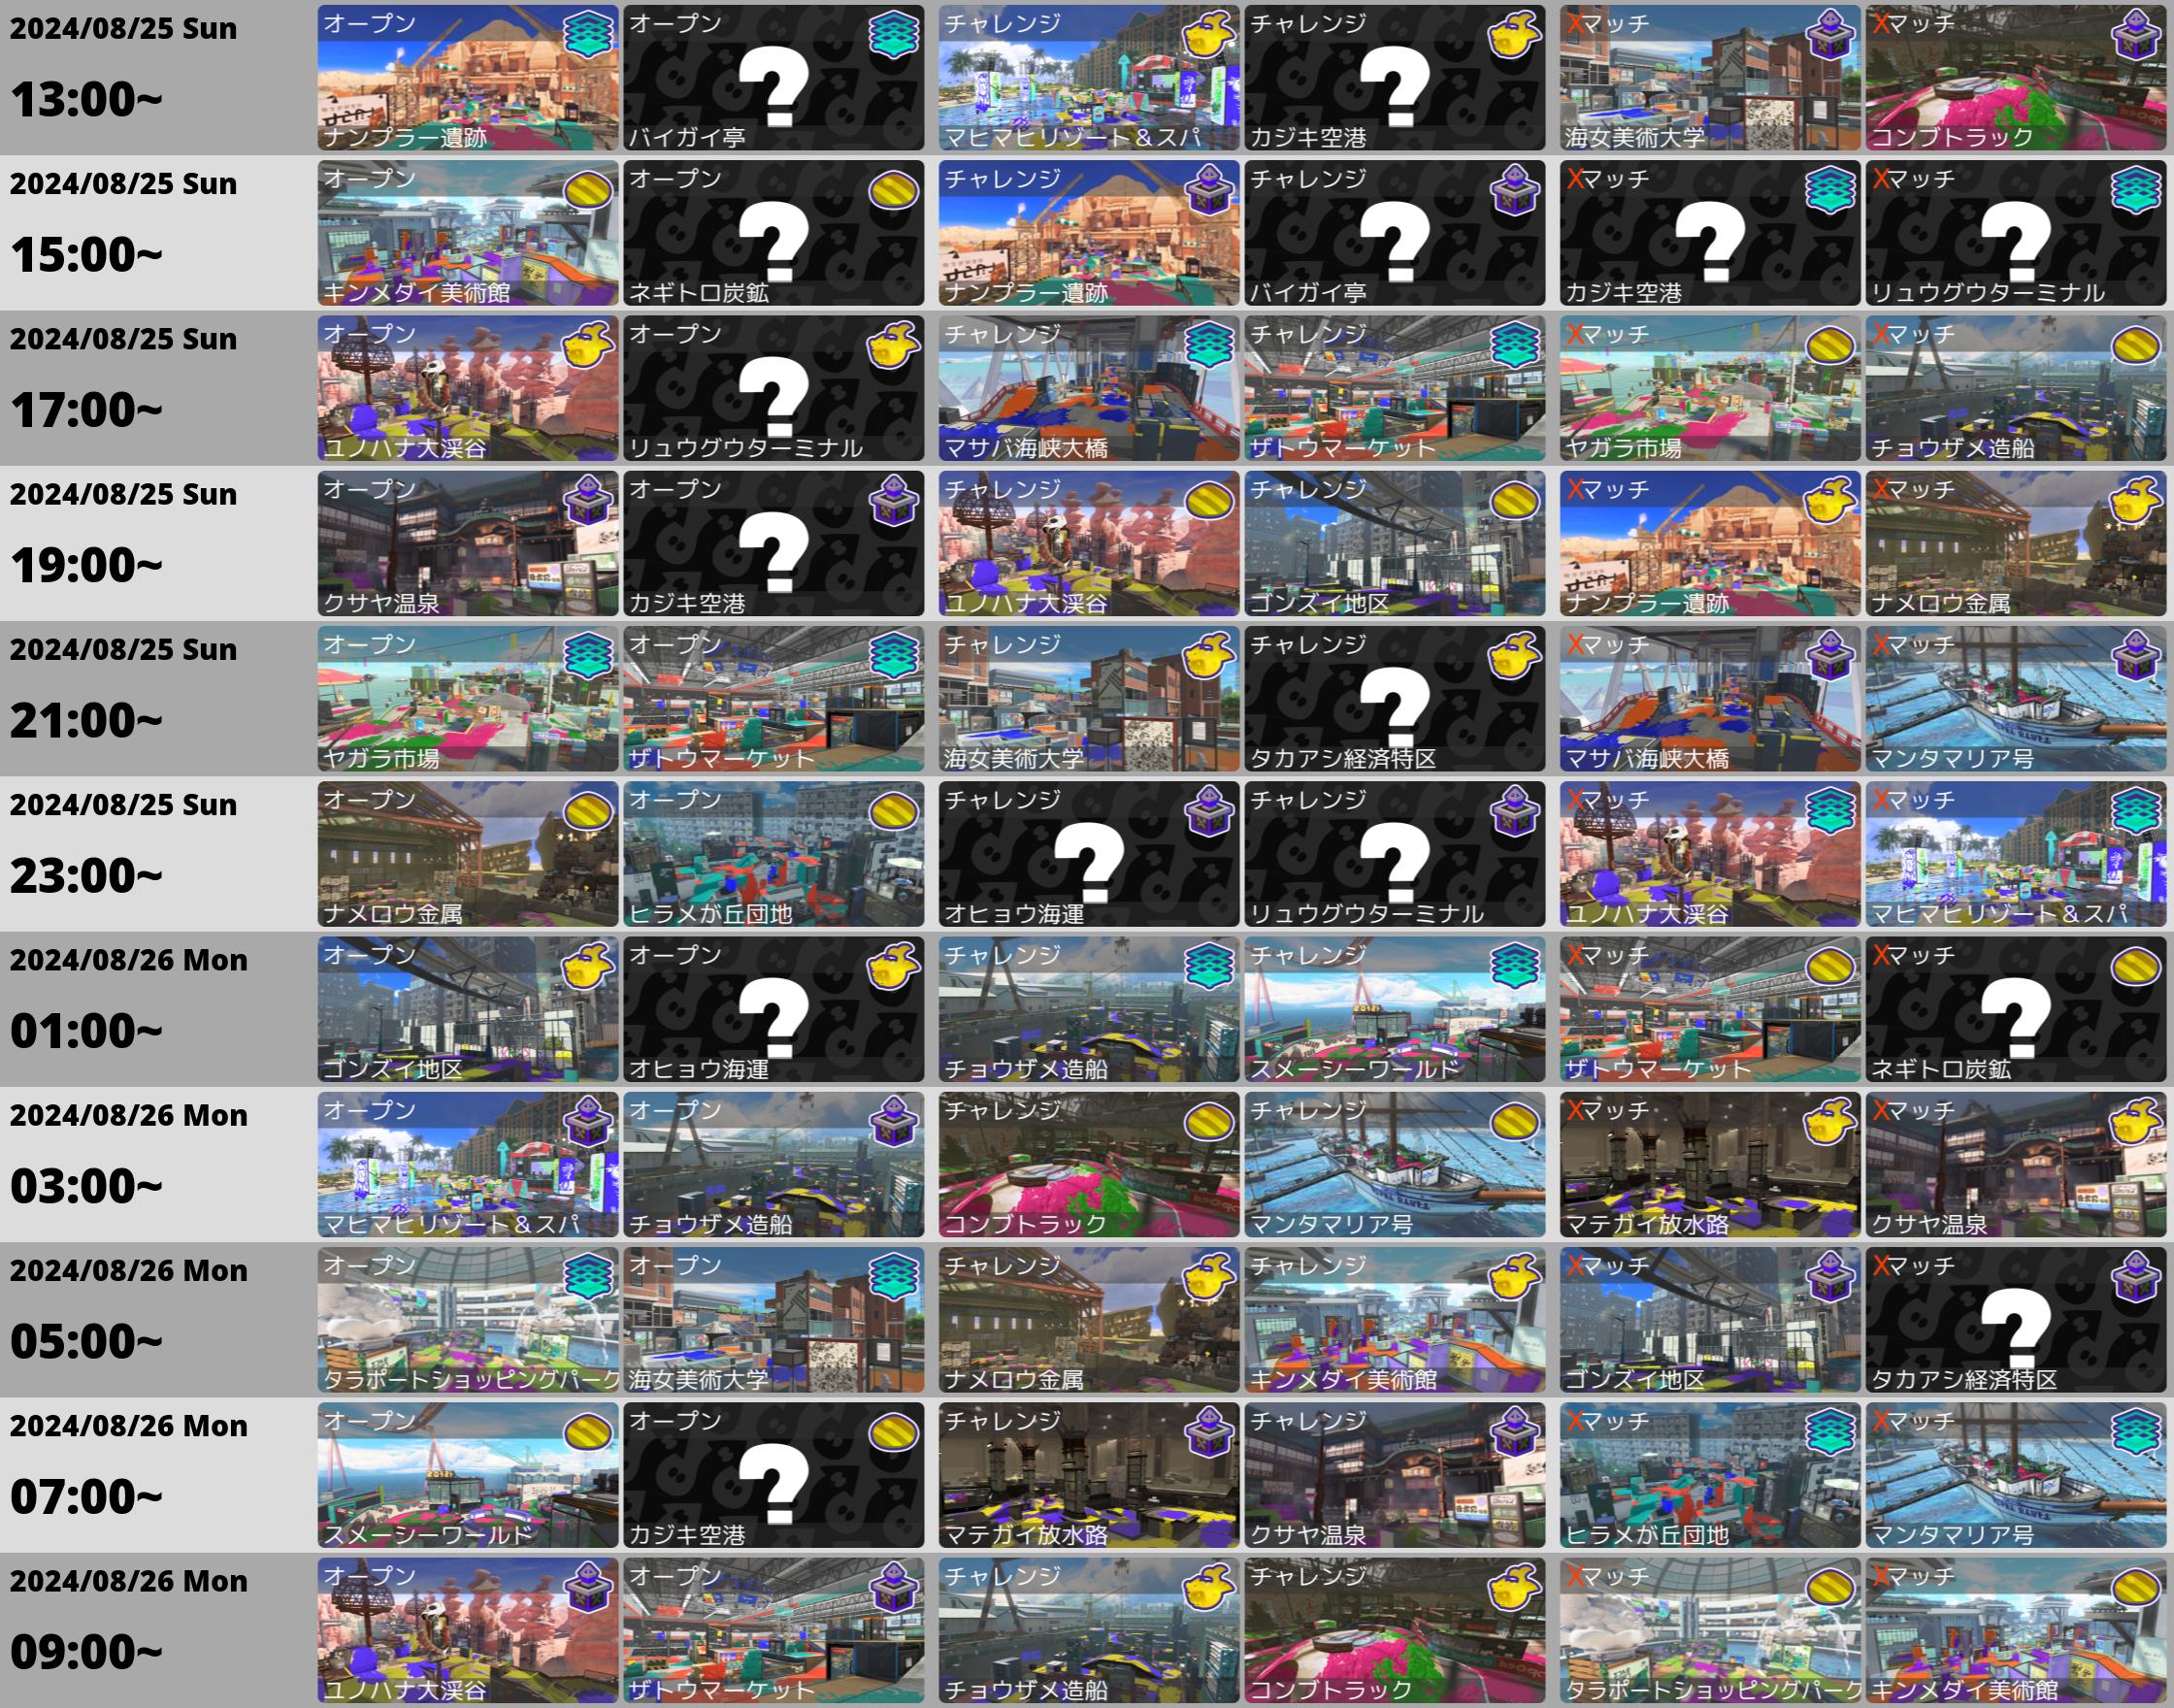 2024/08/25 Sun
13:00~
オープン
ナンプラー遺跡
オープン
バイガイ亭
チャレンジ
マヒマヒリゾート＆スパ
チャレンジ
カジキ空港
Xマッチ
海女美術大学
Xマッチ
コンブトラック
2024/08/25 Sun
15:00~
オープン
キンメダイ美術館
オープン
ネギトロ炭鉱
チャレンジ
ナンプラー遺跡
チャレンジ
バイガイ亭
Xマッチ
カジキ空港
Xマッチ
リュウグウターミナル
2024/08/25 Sun
17:00~
オープン
ユノハナ大渓谷
オープン
リュウグウターミナル
チャレンジ
マサバ海峡大橋
チャレンジ
ザトウマーケット
Xマッチ
ヤガラ市場
Xマッチ
チョウザメ造船
2024/08/25 Sun
19:00~
オープン
クサヤ温泉
オープン
カジキ空港
チャレンジ
ユノハナ大渓谷
チャレンジ
ゴンズイ地区
Xマッチ
ナンプラー遺跡
Xマッチ
ナメロウ金属
2024/08/25 Sun
21:00~
オープン
ヤガラ市場
オープン
ザトウマーケット
チャレンジ
海女美術大学
チャレンジ
タカアシ経済特区
Xマッチ
マサバ海峡大橋
Xマッチ
マンタマリア号
2024/08/25 Sun
23:00~
オープン
ナメロウ金属
オープン
ヒラメが丘団地
チャレンジ
オヒョウ海運
チャレンジ
リュウグウターミナル
Xマッチ
ユノハナ大渓谷
Xマッチ
マヒマヒリゾート＆スパ
2024/08/26 Mon
01:00~
オープン
ゴンズイ地区
オープン
オヒョウ海運
チャレンジ
チョウザメ造船
チャレンジ
スメーシーワールド
Xマッチ
ザトウマーケット
Xマッチ
ネギトロ炭鉱
2024/08/26 Mon
03:00~
オープン
マヒマヒリゾート＆スパ
オープン
チョウザメ造船
チャレンジ
コンブトラック
チャレンジ
マンタマリア号
Xマッチ
マテガイ放水路
Xマッチ
クサヤ温泉
2024/08/26 Mon
05:00~
オープン
タラポートショッピングパーク
オープン
海女美術大学
チャレンジ
ナメロウ金属
チャレンジ
キンメダイ美術館
Xマッチ
ゴンズイ地区
Xマッチ
タカアシ経済特区
2024/08/26 Mon
07:00~
オープン
スメーシーワールド
オープン
カジキ空港
チャレンジ
マテガイ放水路
チャレンジ
クサヤ温泉
Xマッチ
ヒラメが丘団地
Xマッチ
マンタマリア号
2024/08/26 Mon
09:00~
オープン
ユノハナ大渓谷
オープン
ザトウマーケット
チャレンジ
チョウザメ造船
チャレンジ
コンブトラック
Xマッチ
タラポートショッピングパーク
Xマッチ
キンメダイ美術館